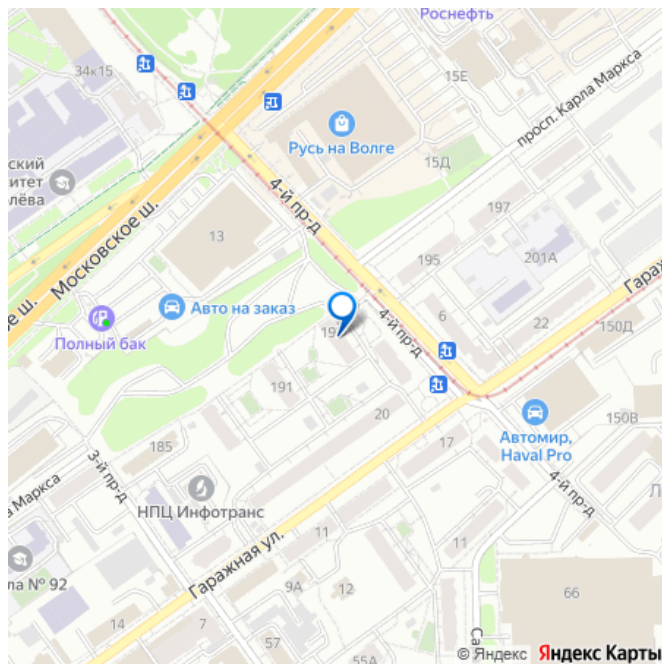 Роснефть
34к15
15Е
просп. Карла Маркса
Русь на Волге
15Д
ский
итет
лёва
4-й пр-д
197
13
Московское ш.
195
201А
Авто на заказ
4-й пр-д
6
22
150Д
Полный бак
191
20
185
Автомир,
Haval Pro
150В
17
3-й пр-д
Маркса
НПЦ Инфотранс
4-й пр-д
11
11
Гаражная ул.
ла № 92
9А
12
66
14
7
57
55А
© Яндекс
Яндекс Карты